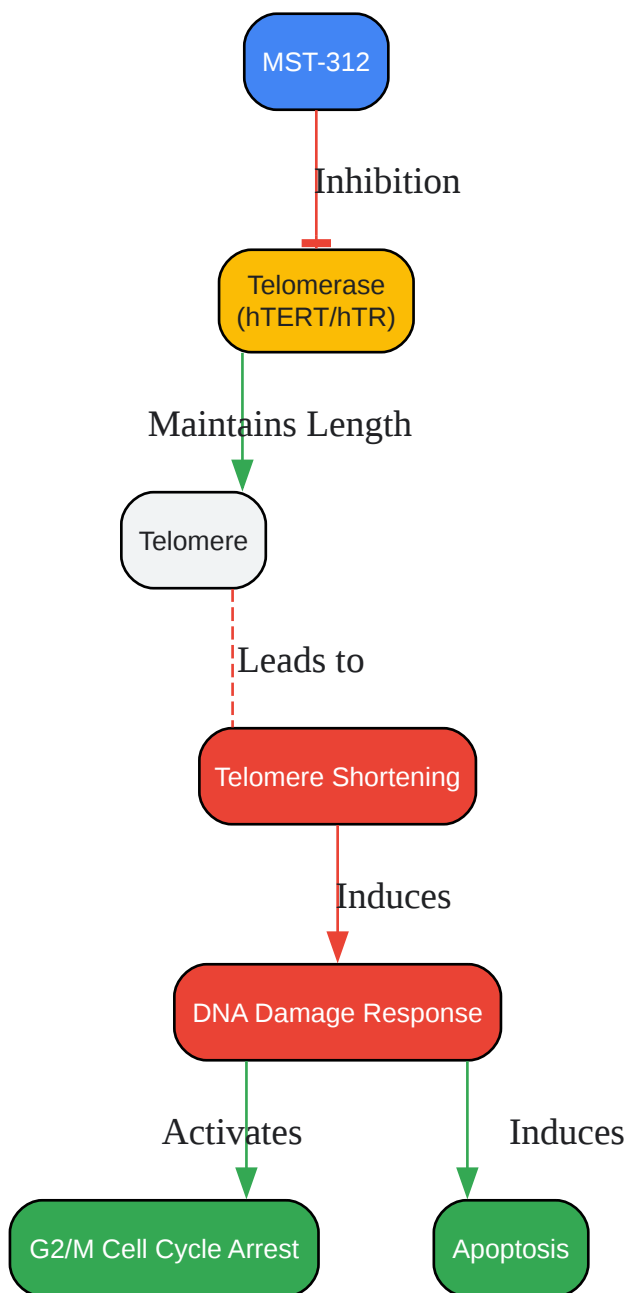 MST-312
Inhibition
Telomerase
(hTERT/hTR)
Maintains Length
Telomere
Leads to
Telomere Shortening
Induces
DNA Damage Response
Activates
Induces
G2/M Cell Cycle Arrest
Apoptosis